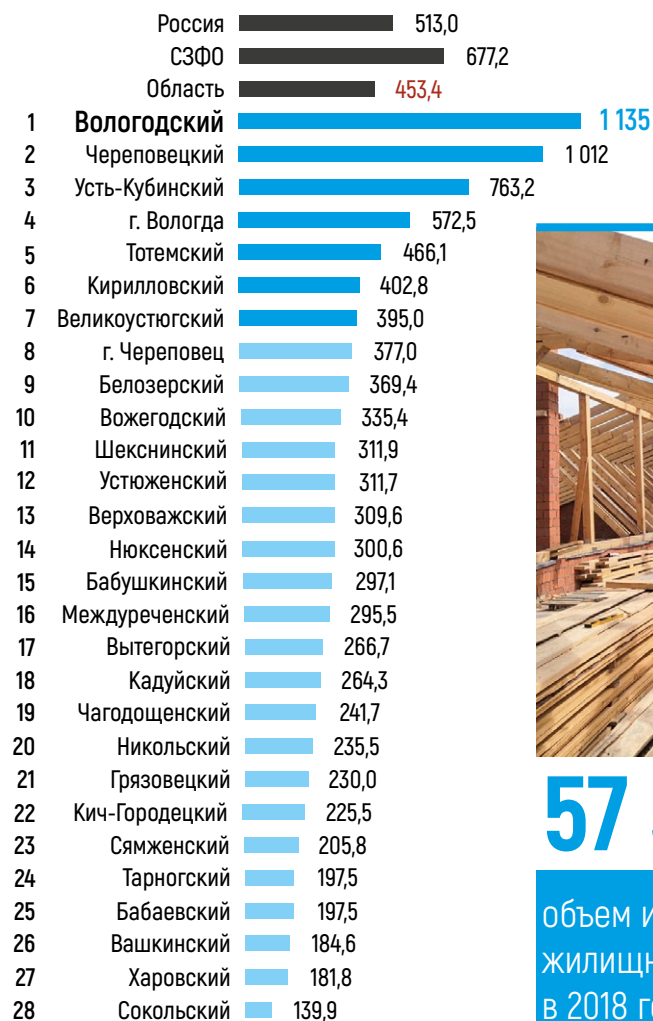 Россия 513,0
СЗФО 677,2
Область 453,4
1 Вологодский 1 135
2 Череповецкий 1 012
3 Усть-Кубинский 763,2
4 г. Вологда 572,5
5 Тотемский 466,1
6 Кирилловский 402,8
7 Великоустюгский 395,0
8 г. Череповец 377,0
9 Белозерский 369,4
10 Вожегодский 335,4
11 Шекснинский 311,9
12 Устюженский 311,7
13 Верховажский 309,6
14 Нюксенский 300,6
15 Бабушкинский 297,1
16 Междуреченский 295,5
17 Вытегорский 266,7
18 Кадуйский 264,3
19 Чагодощенский 241,7
20 Никольский 235,5
21 Грязовецкий 230,0
22 Кич-Городецкий 225,5
23 Сямженский 205,8
24 Тарногский 197,5
25 Бабаевский 197,5
26 Вашкинский 184,6
27 Харовский 181,8
28 Сокольский 139,9
57
объем
в 2018